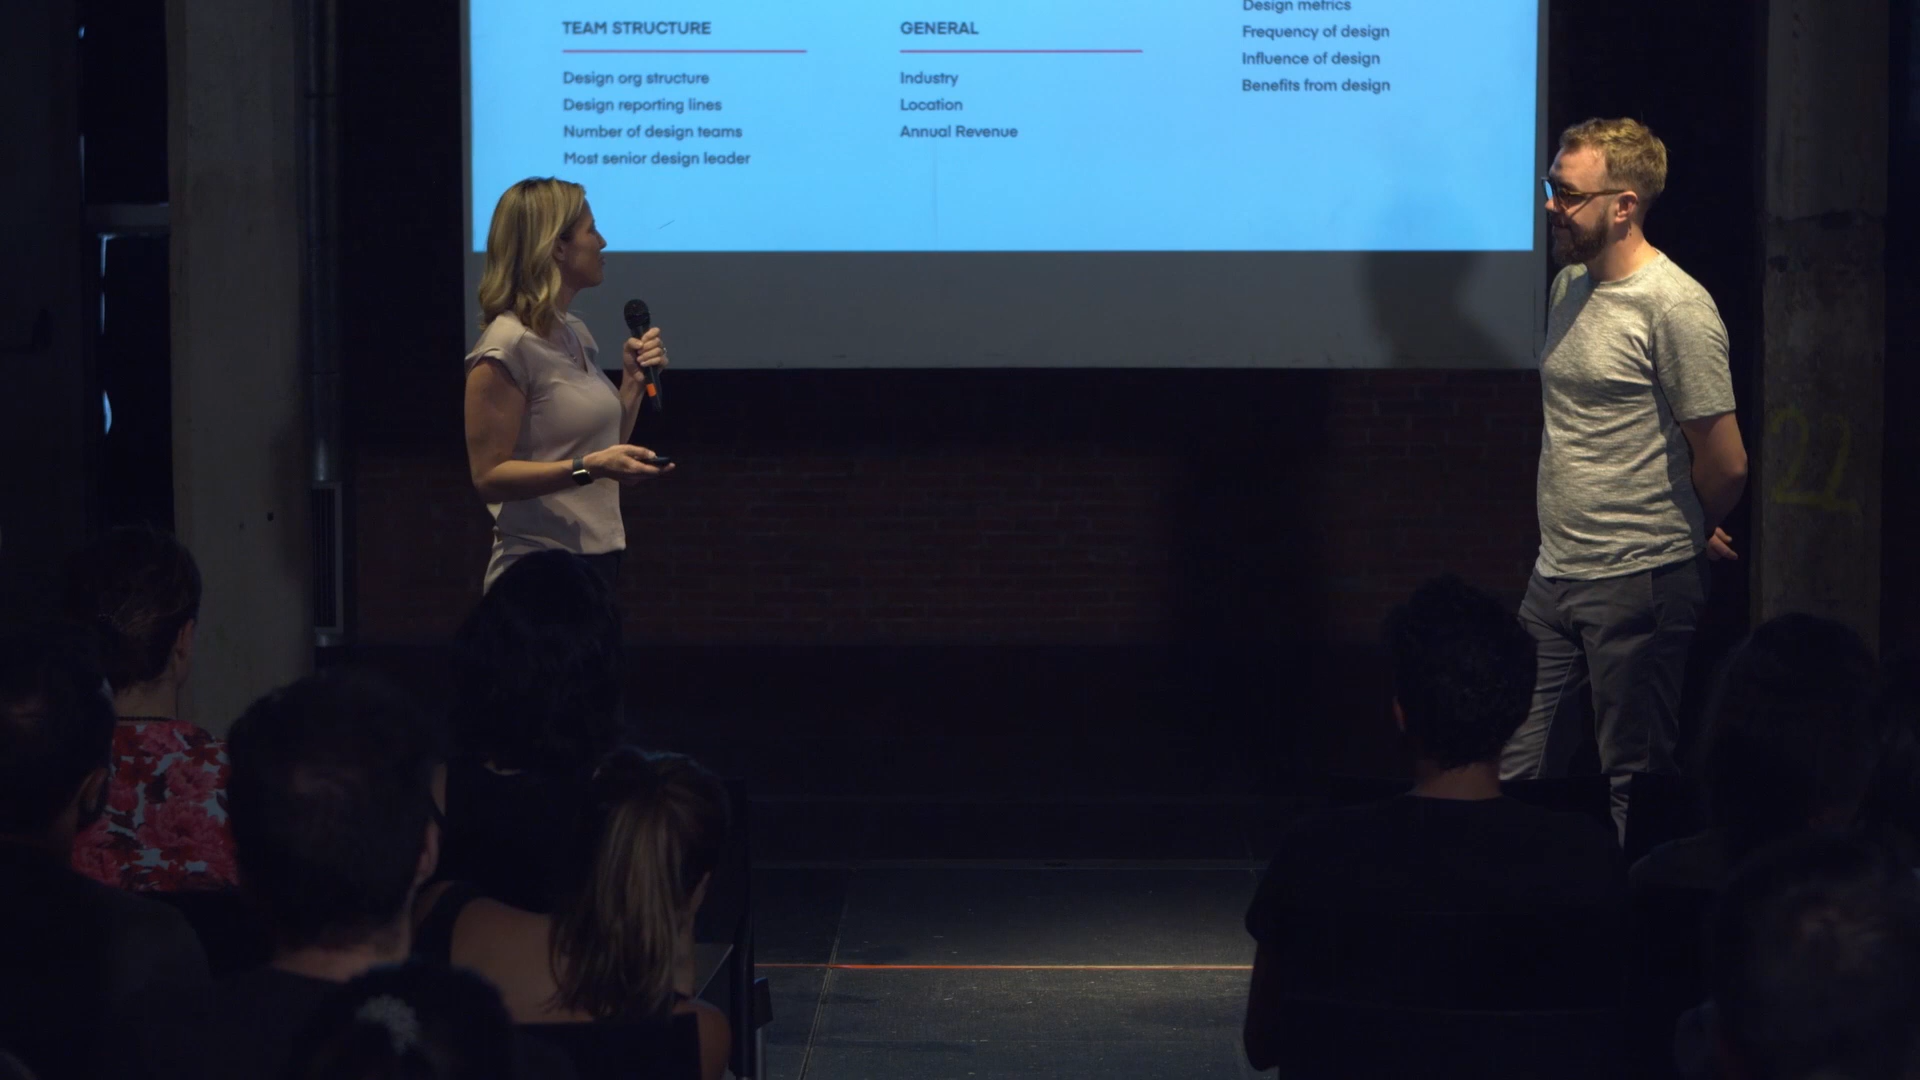 TEAM STRUCTURE
Design org structure
Design reporting lines
Number of design teams
Most senior design leader
GENERAL
Industry
Location
Annual Revenue
Design metrics
Frequency of design
Influence of design
Benefits from design
22